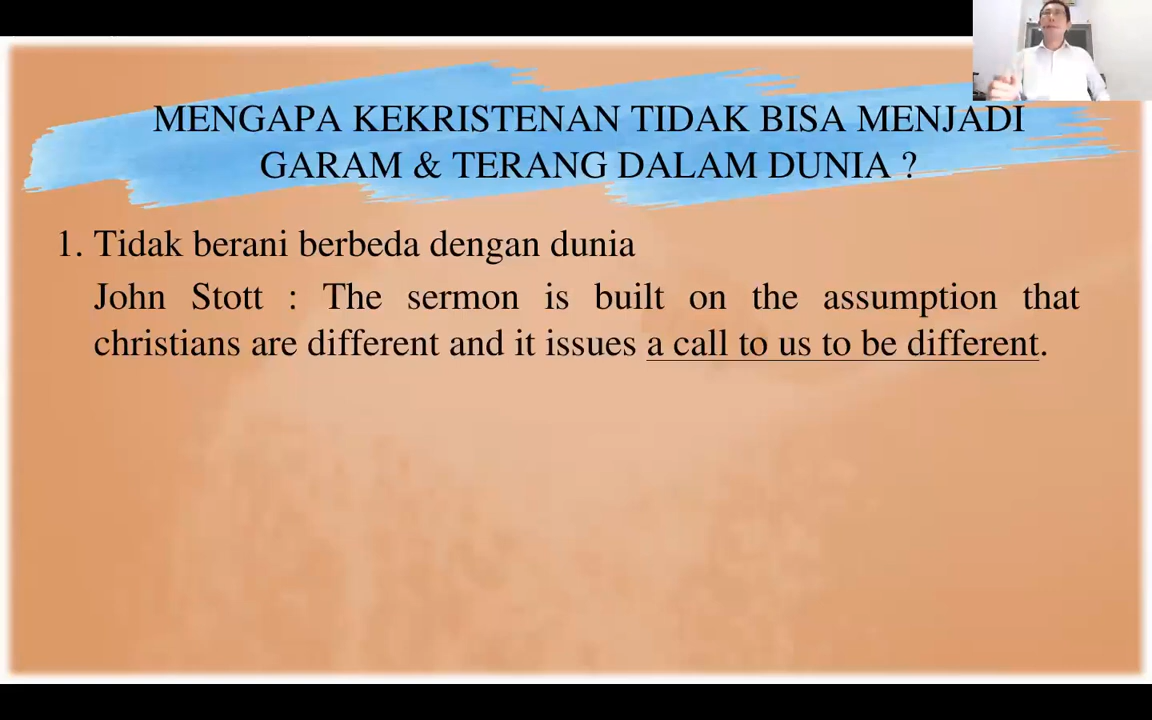 MENGAPA KEKRISTENAN TIDAK BISA MENJADI
GARAM & TERANG DALAM DUNIA ?
1. Tidak berani berbeda dengan dunia
John Stott : The sermon is built on the assumption that
christians are different and it issues a call to us to be different.